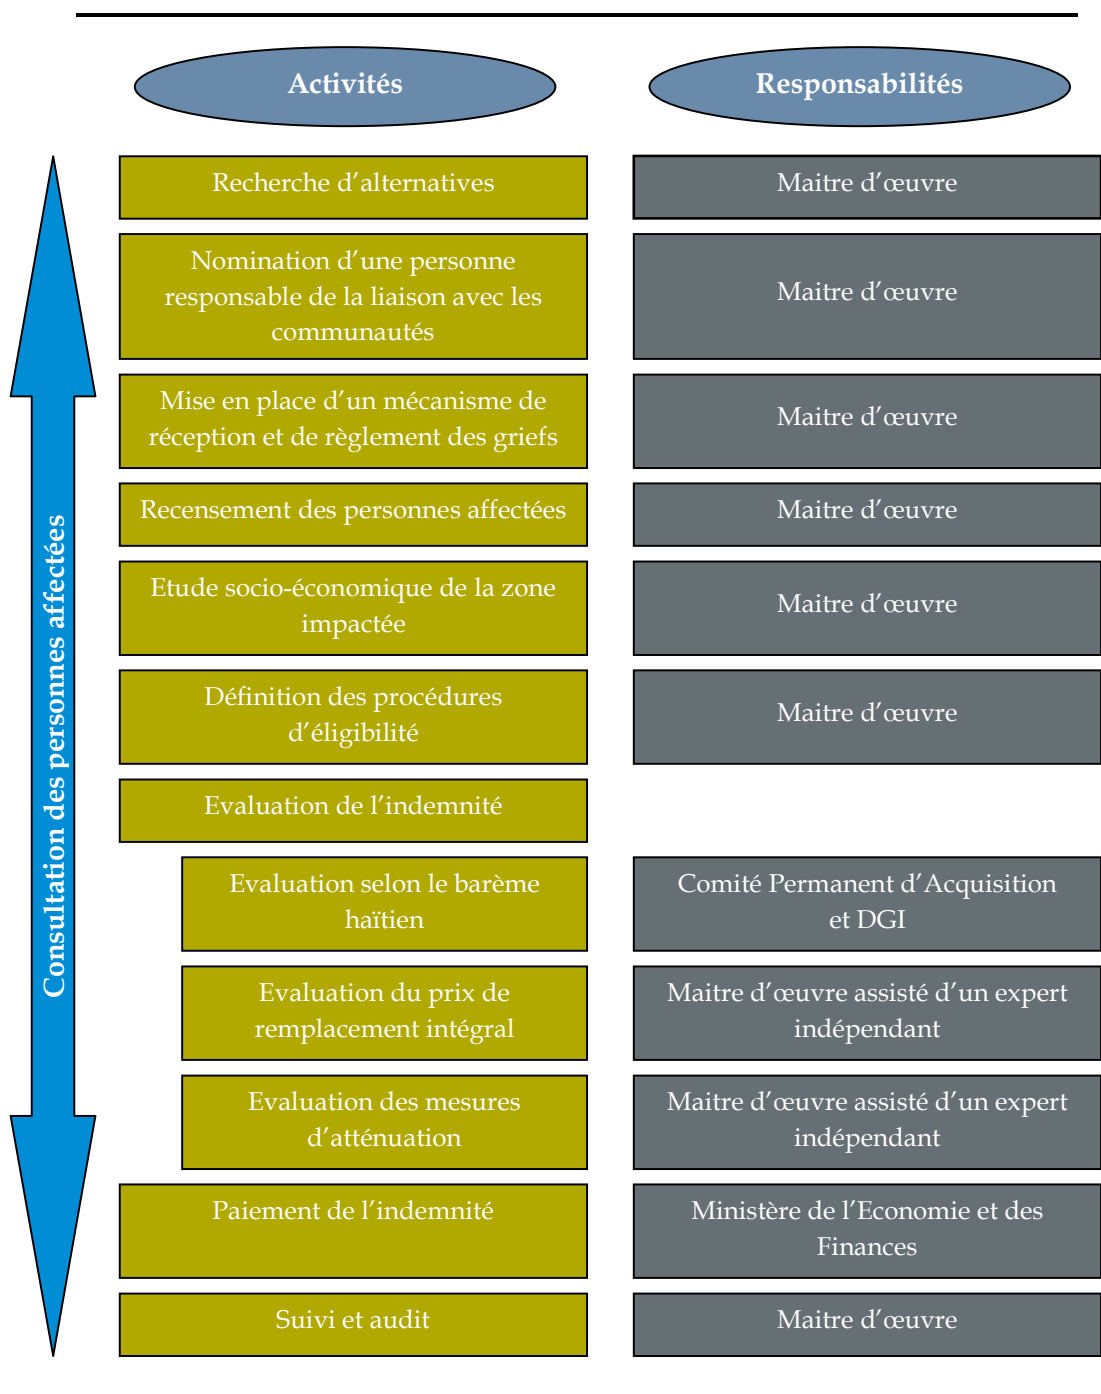 Activités
Responsabilités
Recherche d'alternatives
Maitre d'œuvre
Nomination d'une personne
responsable de la liaison avec les
communautés
Maitre d'œuvre
Mise en place d'un mécanisme de
réception et de règlement des griefs
Maitre d'œuvre
Recensement des personnes affectées
Maitre d'œuvre
Etude socio-économique de la zone
impactée
Maitre d'œuvre
Définition des procédures
d'éligibilité
Maitre d'œuvre
Evaluation de l'indemnité
Evaluation selon le barème
haïtien
Comité Permanent d'Acquisition
et DGI
Evaluation du prix de
remplacement intégral
Maitre d'œuvre assisté d'un expert
indépendant
Evaluation des mesures
d'atténuation
Maitre d'œuvre assisté d'un expert
indépendant
Paiement de l'indemnité
Ministère de l'Economie et des
Finances
Suivi et audit
Maitre d'œuvre
Consultation des personnes affectées